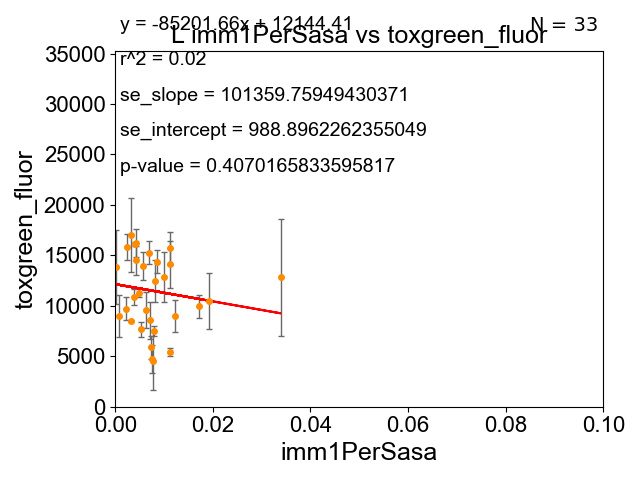 y = -85201.66x + 12144.41
N = 33
L imm1PerSasa vs toxgreen_fluor
r^2 = 0.02
se_slope = 101359.75949430371
se_intercept = 988.8962262355049
p-value = 0.4070165833595817
35000
30000
25000
20000
15000
10000
5000
0
toxgreen_fluor
0.00 0.02 0.04 0.06 0.08 0.10
imm1PerSasa